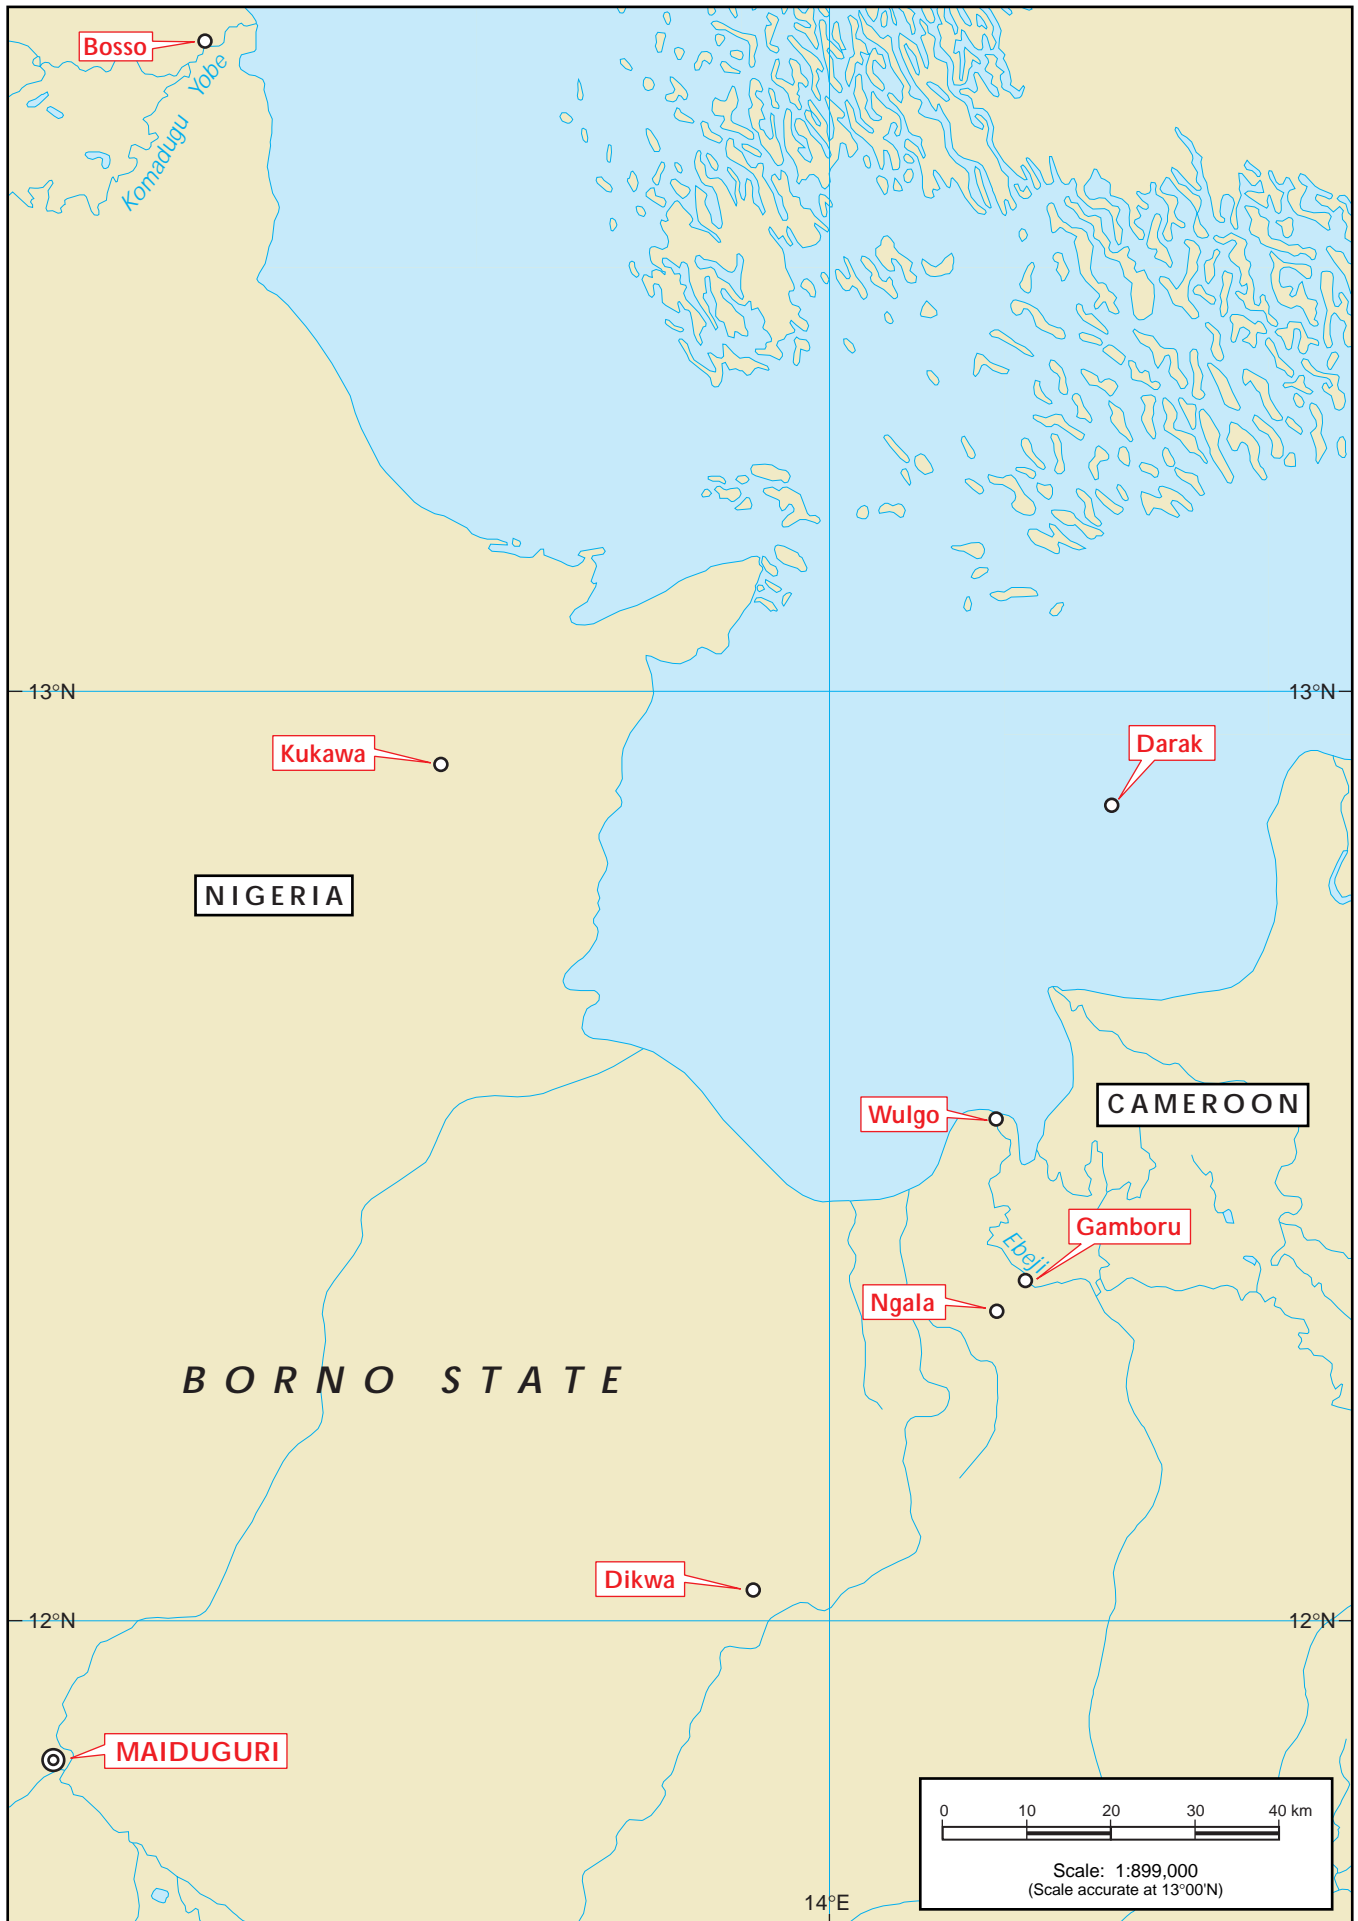 Bosso
Komadugu Yobe
13°N
13°N
Kukawa
Darak
NIGERIA
Wulgo
CAMEROON
Gamboru
Ebeji
Ngala
BORNO STATE
Dikwa
12°N
12°N
MAIDUGURI
0 10 20 30 40 km
Scale: 1:899,000
(Scale accurate at 13°00'N)
14°E